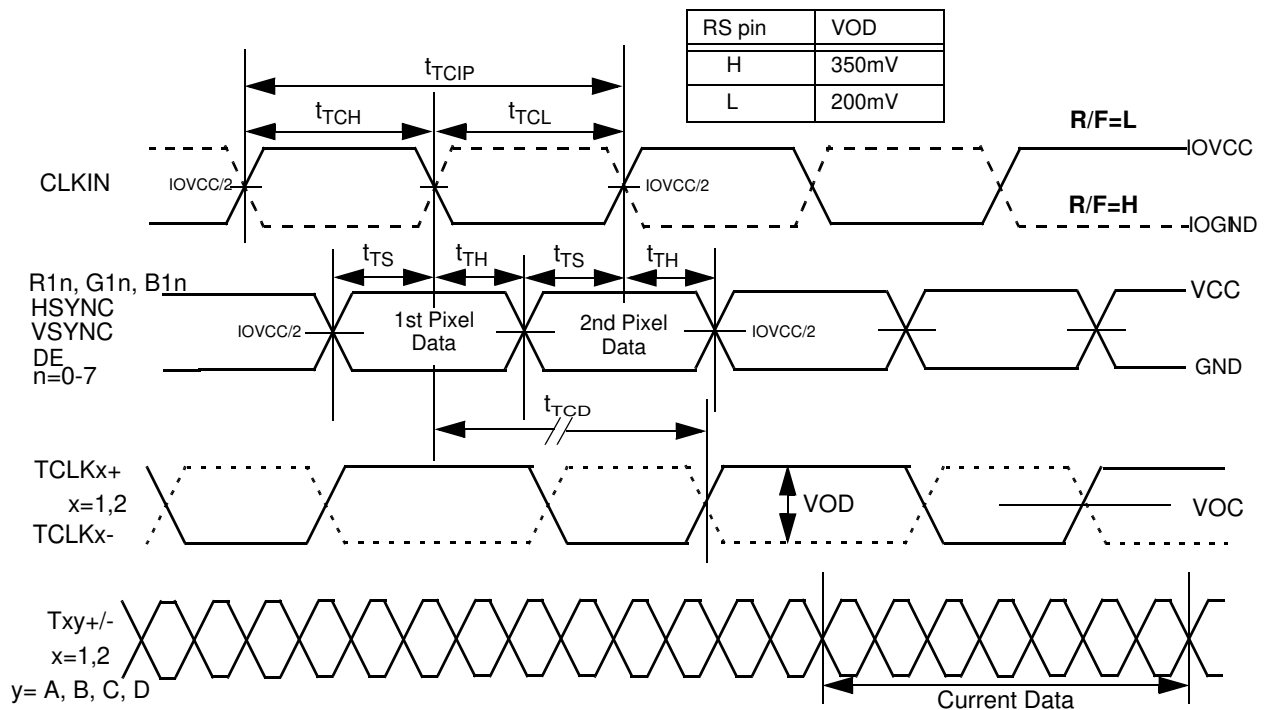 RS pin VOD
H 350mV
L 200mV
tTCIP
tTCH tTCL
R/F=L
IOVCC
CLKIN IOVCC/2 IOVCC/2
R/F=H
IOGND
tTS tTH tTS tTH
R1n, G1n, B1n
HSYNC
VSYNC
DE
n=0-7
IOVCC/2
1st Pixel
Data
2nd Pixel
Data
IOVCC/2
VCC
GND
tTCD
TCLKx+
x=1,2
TCLKx-
VOD
VOC
Txy+/-
x=1,2
y= A, B, C, D
Current Data